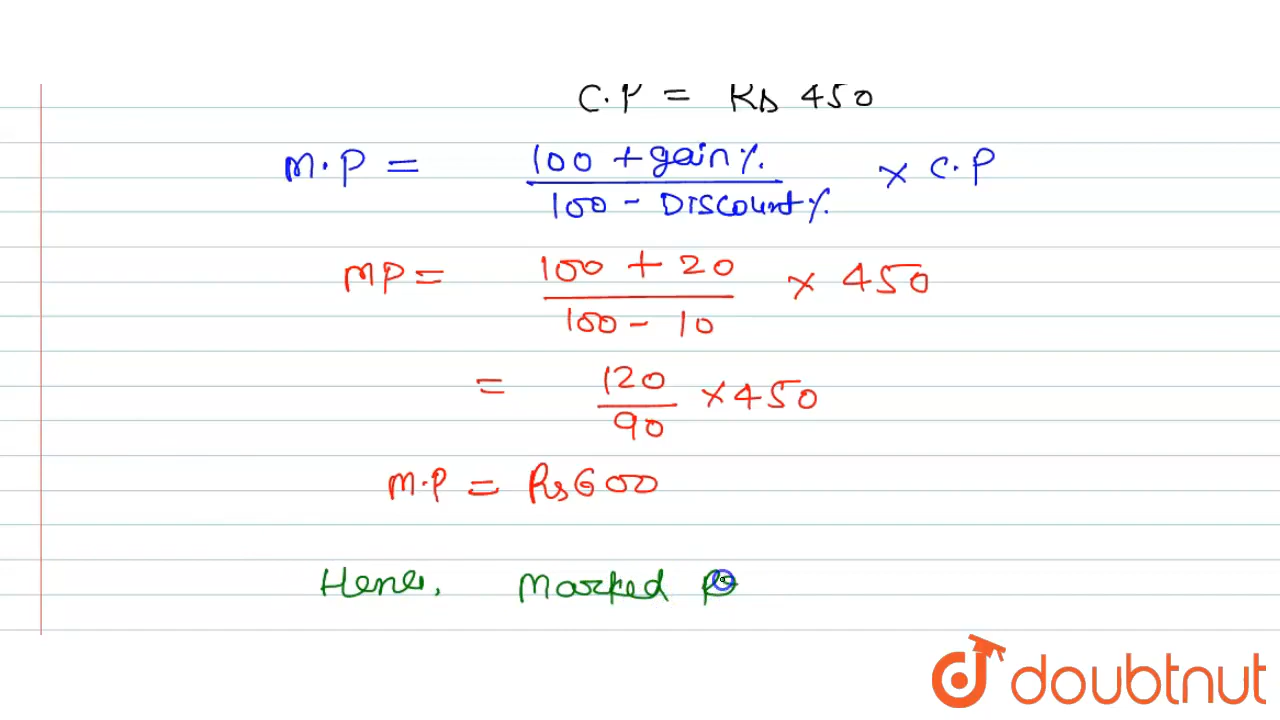 C.P = Rs 450
M.P = 100 + gain% / 100 - Discount% × C.P
MP = 100 + 20 / 100 - 10 × 450
= 120 / 90 × 450
M.P = Rs 600
Hence, Marked
doubtnut